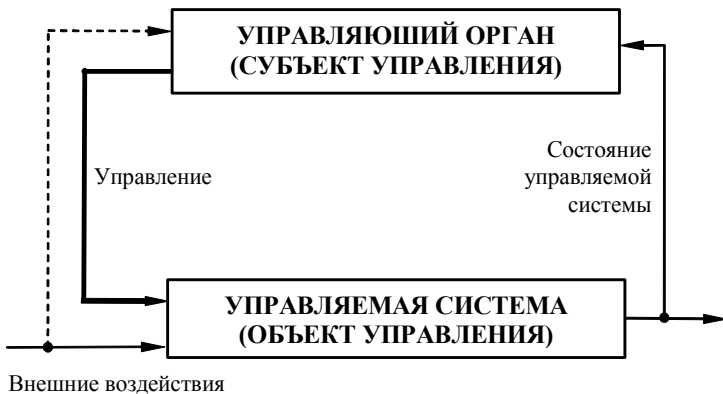 УПРАВЛЯЮШИЙ ОРГАН
(СУБЪЕКТ УПРАВЛЕНИЯ)
Управление
Состояние
управляемой
системы
УПРАВЛЯЕМАЯ СИСТЕМА
(ОБЪЕКТ УПРАВЛЕНИЯ)
Внешние воздействия